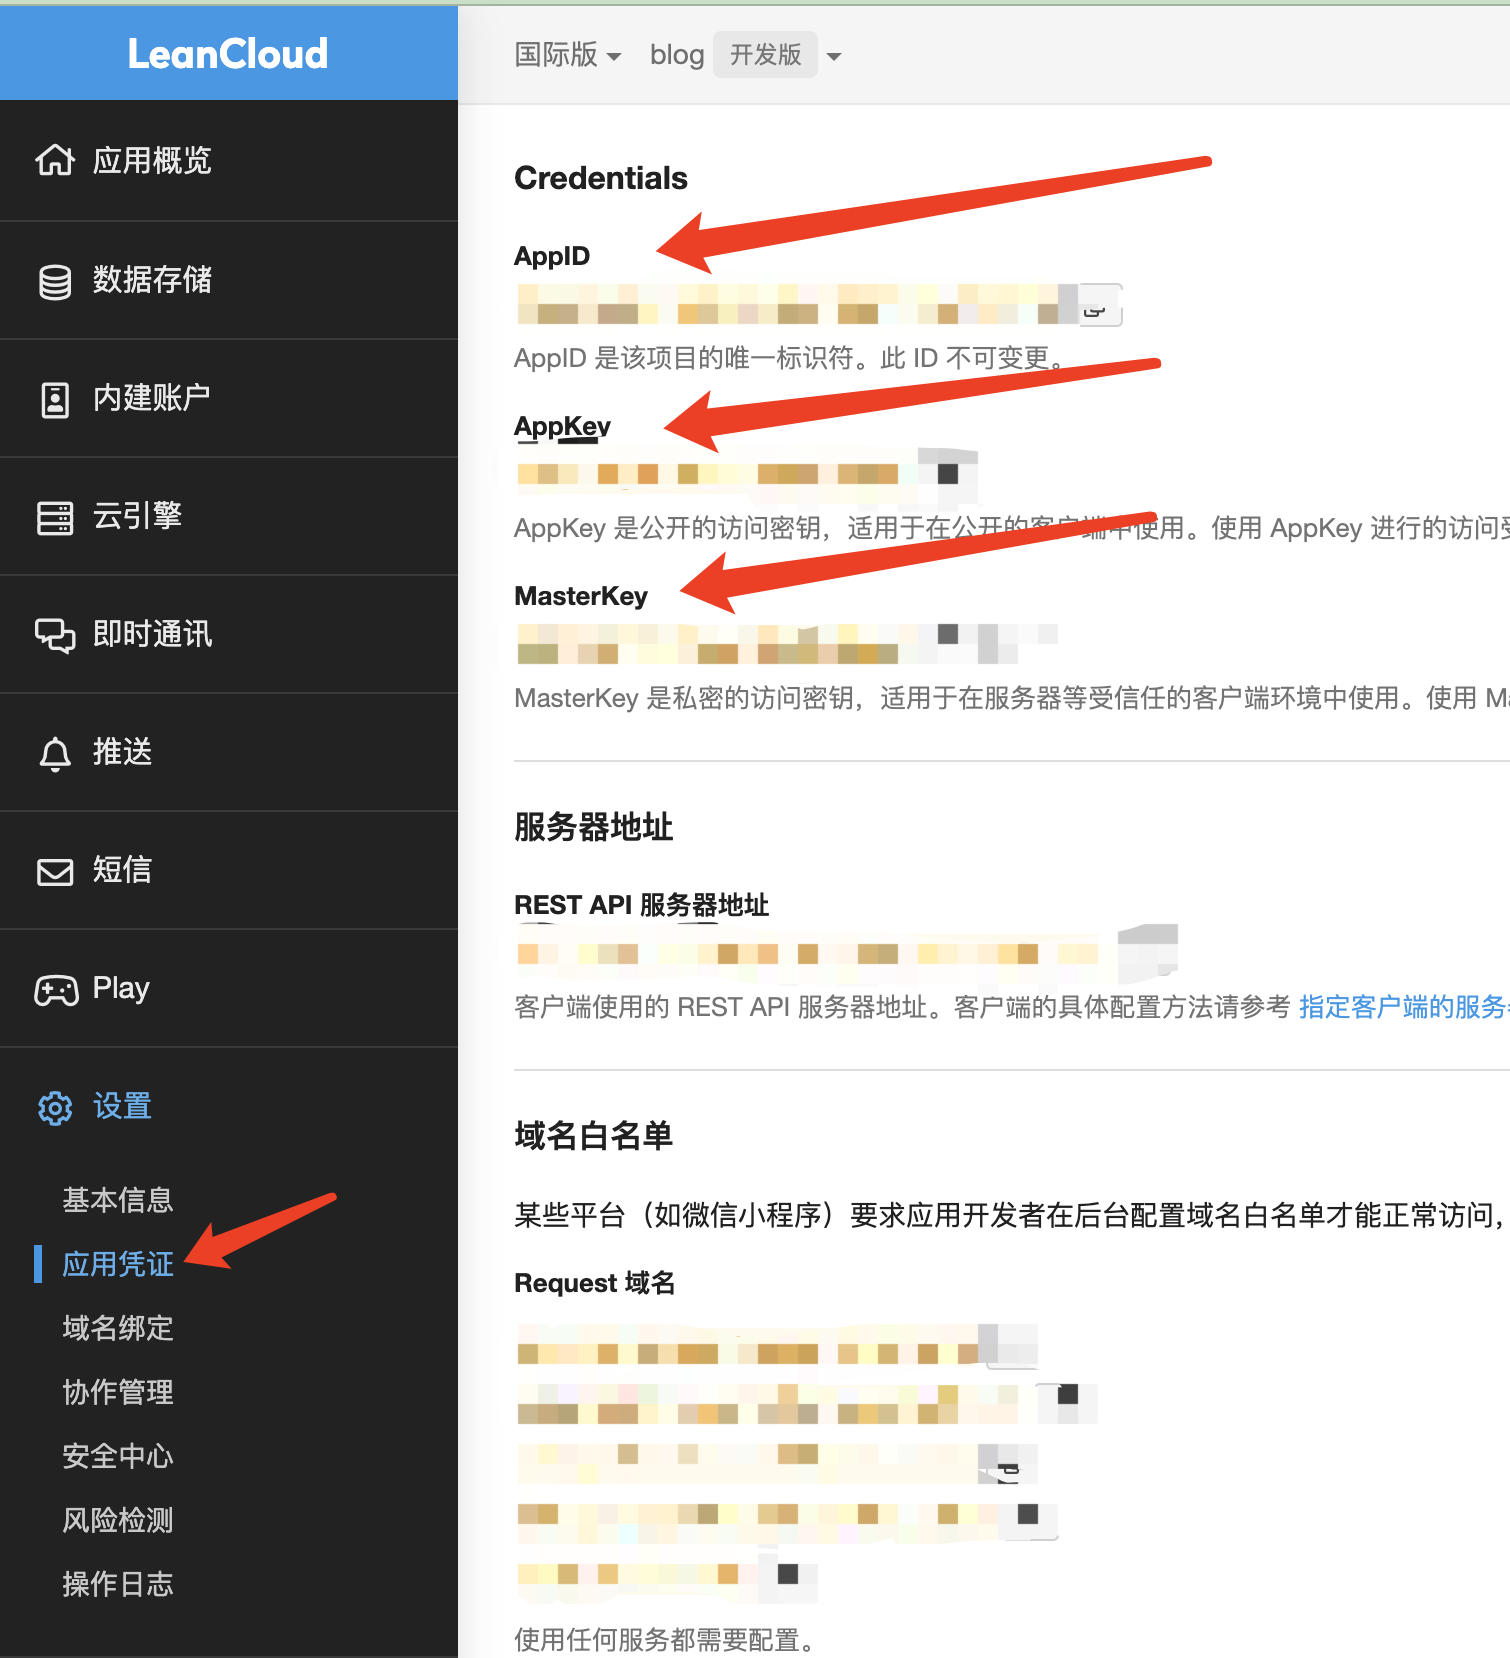 LeanCloud
国际版 blog 开发版
应用概览
数据存储
内建账户
云引擎
即时通讯
推送
短信
Play
设置
基本信息
应用凭证
域名绑定
协作管理
安全中心
风险检测
操作日志
Credentials
AppID
AppID 是该项目的唯一标识符。此 ID 不可变更。
AppKey
AppKey 是公开的访问密钥，适用于在公开的客户端中使用。使用 AppKey 进行的访问受
MasterKey
MasterKey 是私密的访问密钥，适用于在服务器等受信任的客户端环境中使用。使用 Ma
服务器地址
REST API 服务器地址
客户端使用的 REST API 服务器地址。客户端的具体配置方法请参考 指定客户端的服务
域名白名单
某些平台（如微信小程序）要求应用开发者在后台配置域名白名单才能正常访问，
Request 域名
使用任何服务都需要配置。